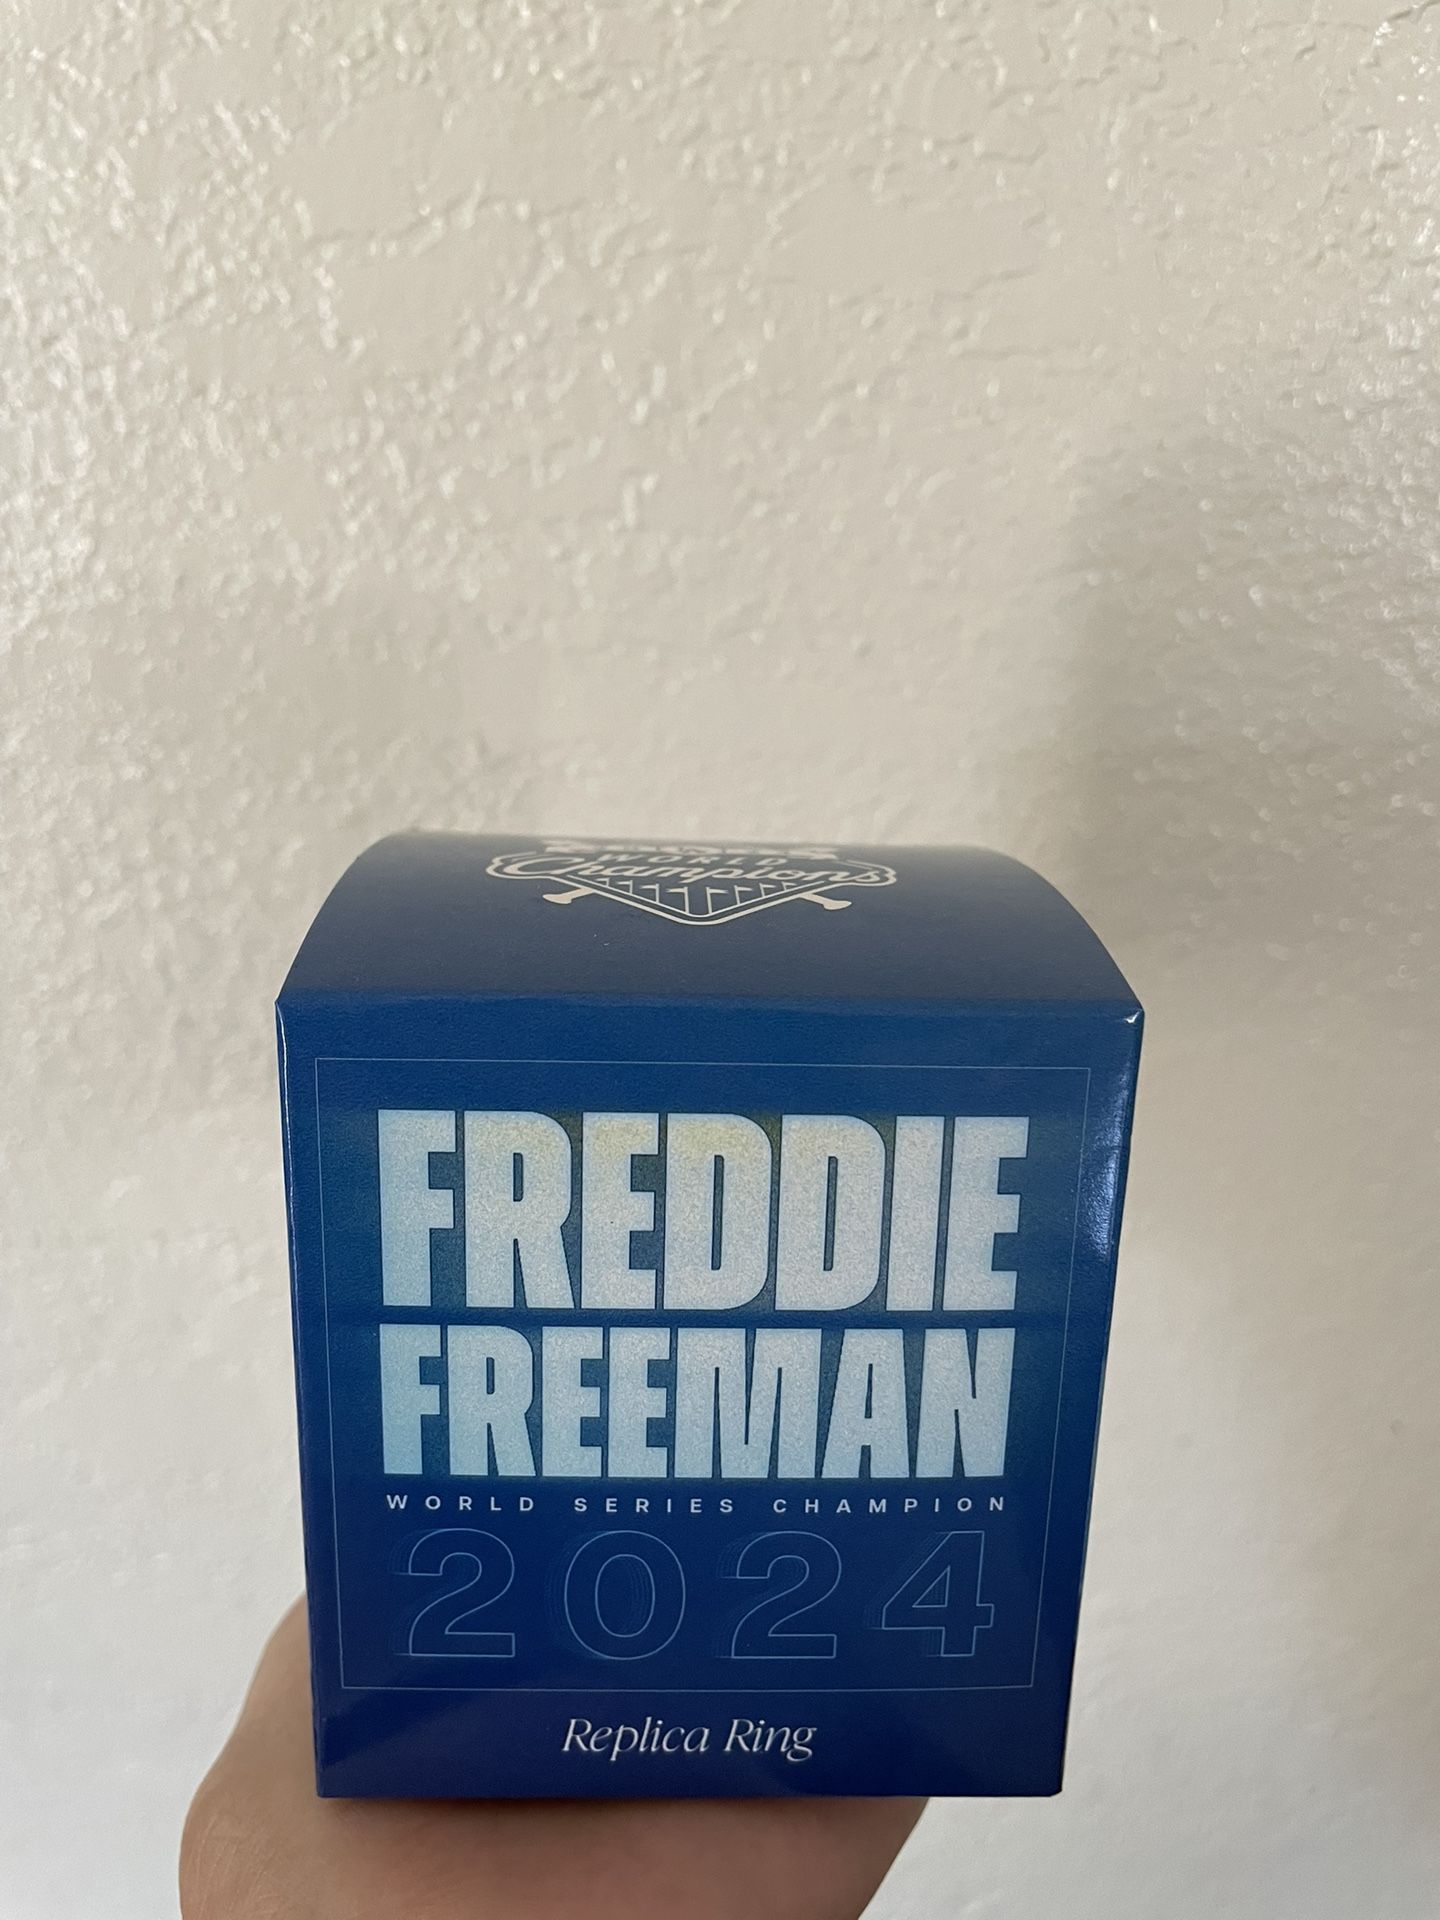 WORLD
Champions
FREDDIE
FREEMAN
WORLD SERIES CHAMPION
2024
Replica Ring